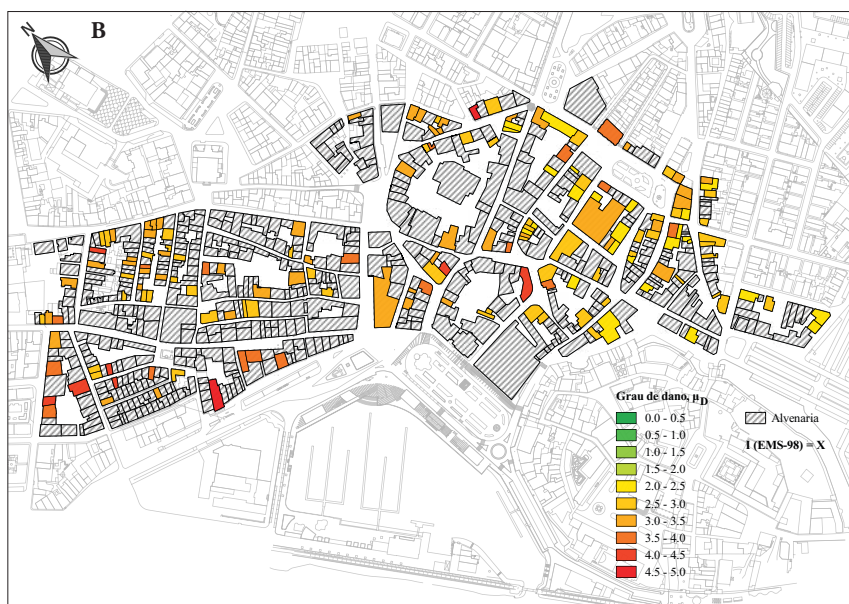 B
N
Grau de dano, μD
0.0 - 0.5
0.5 - 1.0
1.0 - 1.5
1.5 - 2.0
2.0 - 2.5
2.5 - 3.0
3.0 - 3.5
3.5 - 4.0
4.0 - 4.5
4.5 - 5.0
Alvenaria
I (EMS-98) = X